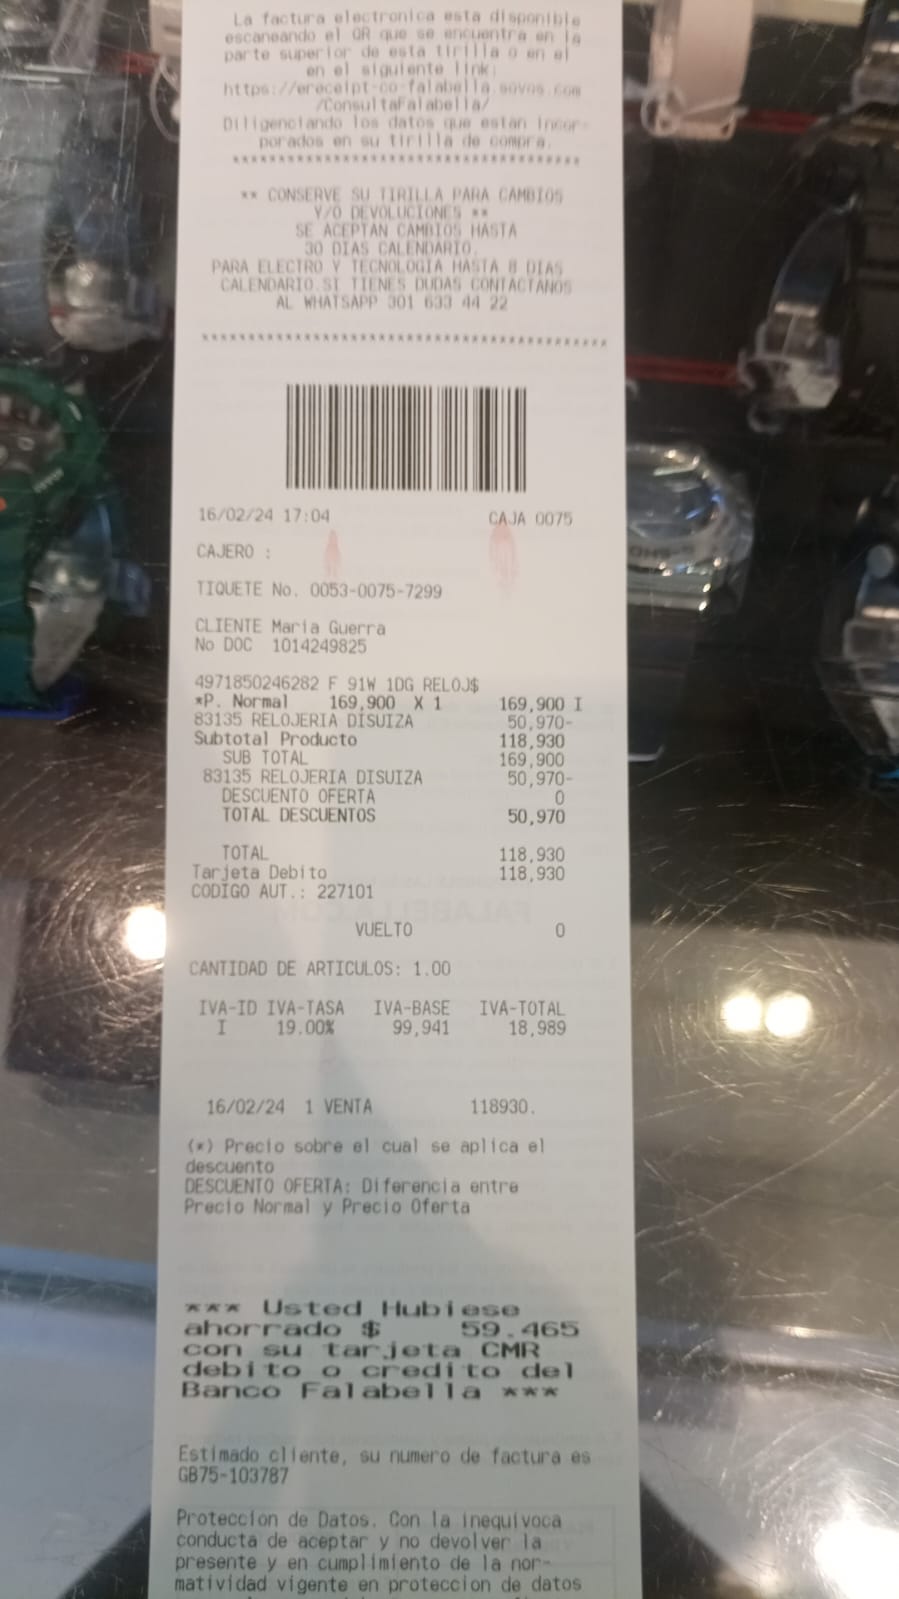 La factura electronica esta disponible
escaneando el QR que se encuentra en la
parte superior de esta tirilla o en el
en el siguiente link:
https://ereceipt-co-falabella.sovos.com
/ConsultaFalabella/
Diligenciando los datos que estan incor-
porados en su tirilla de compra.
**************************************
** CONSERVE SU TIRILLA PARA CAMBIOS
Y/O DEVOLUCIONES **
SE ACEPTAN CAMBIOS HASTA
30 DIAS CALENDARIO.
PARA ELECTRO Y TECNOLOGIA HASTA 8 DIAS
CALENDARIO.SI TIENES DUDAS CONTACTANOS
AL WHATSAPP 301 633 44 22
********************************************
16/02/24 17:04 CAJA 0075
CAJERO :
TIQUETE No. 0053-0075-7299
CLIENTE Maria Guerra
No DOC 1014249825
4971850246282 F 91W 1DG RELOJ$
*P. Normal 169,900 X 1 169,900 I
83135 RELOJERIA DISUIZA 50,970-
Subtotal Producto 118,930
SUB TOTAL 169,900
83135 RELOJERIA DISUIZA 50,970-
DESCUENTO OFERTA 0
TOTAL DESCUENTOS 50,970
TOTAL 118,930
Tarjeta Debito 118,930
CODIGO AUT.: 227101
VUELTO 0
CANTIDAD DE ARTICULOS: 1.00
IVA-ID IVA-TASA IVA-BASE IVA-TOTAL
I 19.00% 99,941 18,989
16/02/24 1 VENTA 118930.
(*) Precio sobre el cual se aplica el
descuento
DESCUENTO OFERTA: Diferencia entre
Precio Normal y Precio Oferta
*** Usted Hubiese
ahorrado $ 59.465
con su tarjeta CMR
debito o credito del
Banco Falabella ***
Estimado cliente, su numero de factura es
GB75-103787
Proteccion de Datos. Con la inequivoca
conducta de aceptar y no devolver la
presente y en cumplimiento de la nor-
matividad vigente en proteccion de datos